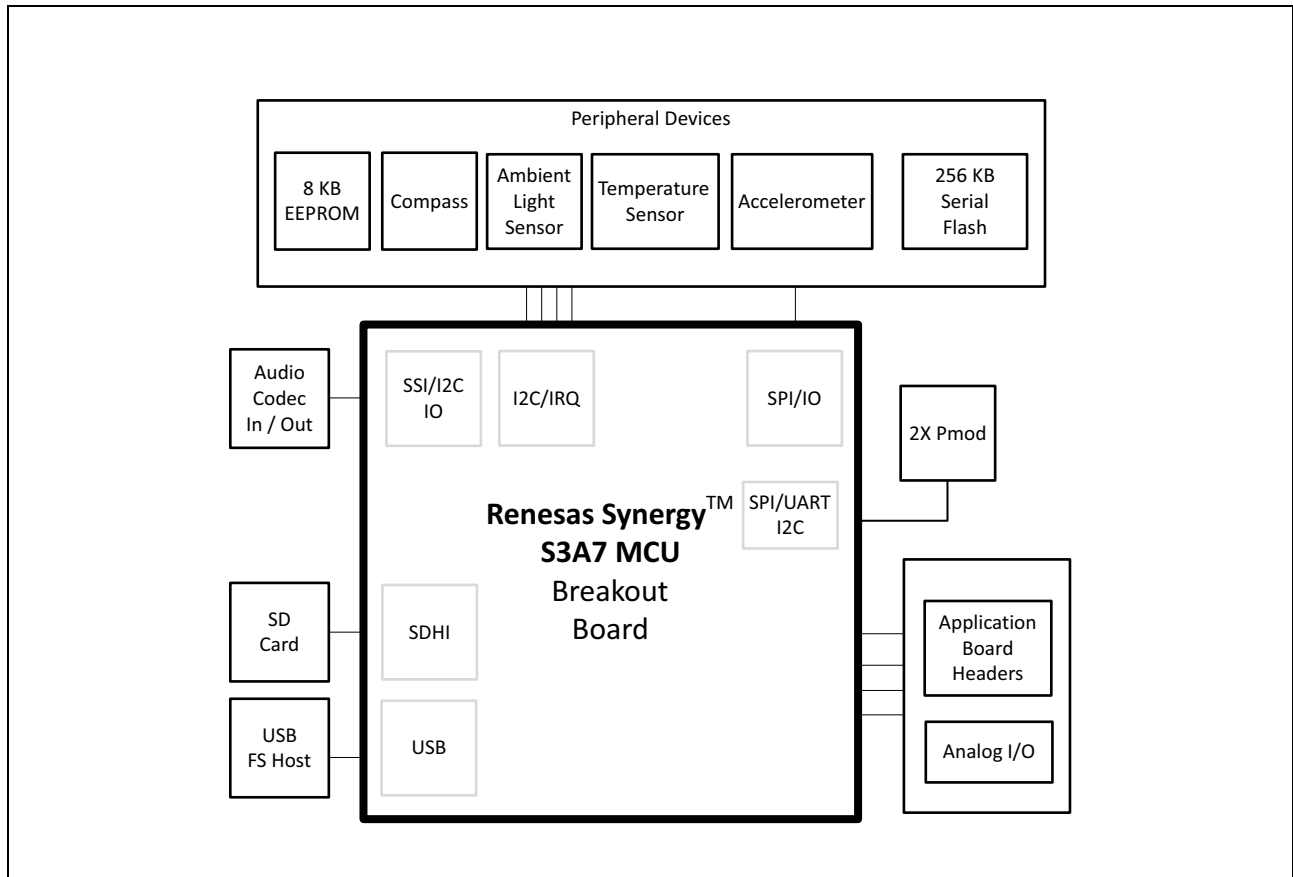 Peripheral Devices
8 KB
EEPROM
Compass
Ambient
Light
Sensor
Temperature
Sensor
Accelerometer
256 KB
Serial
Flash
Audio
Codec
In / Out
SSI/I2C
IO
I2C/IRQ
SPI/IO
2X Pmod
SPI/UART
I2C
Renesas Synergy™
S3A7 MCU
Breakout
Board
SD
Card
SDHI
USB
FS Host
USB
Application
Board
Headers
Analog I/O